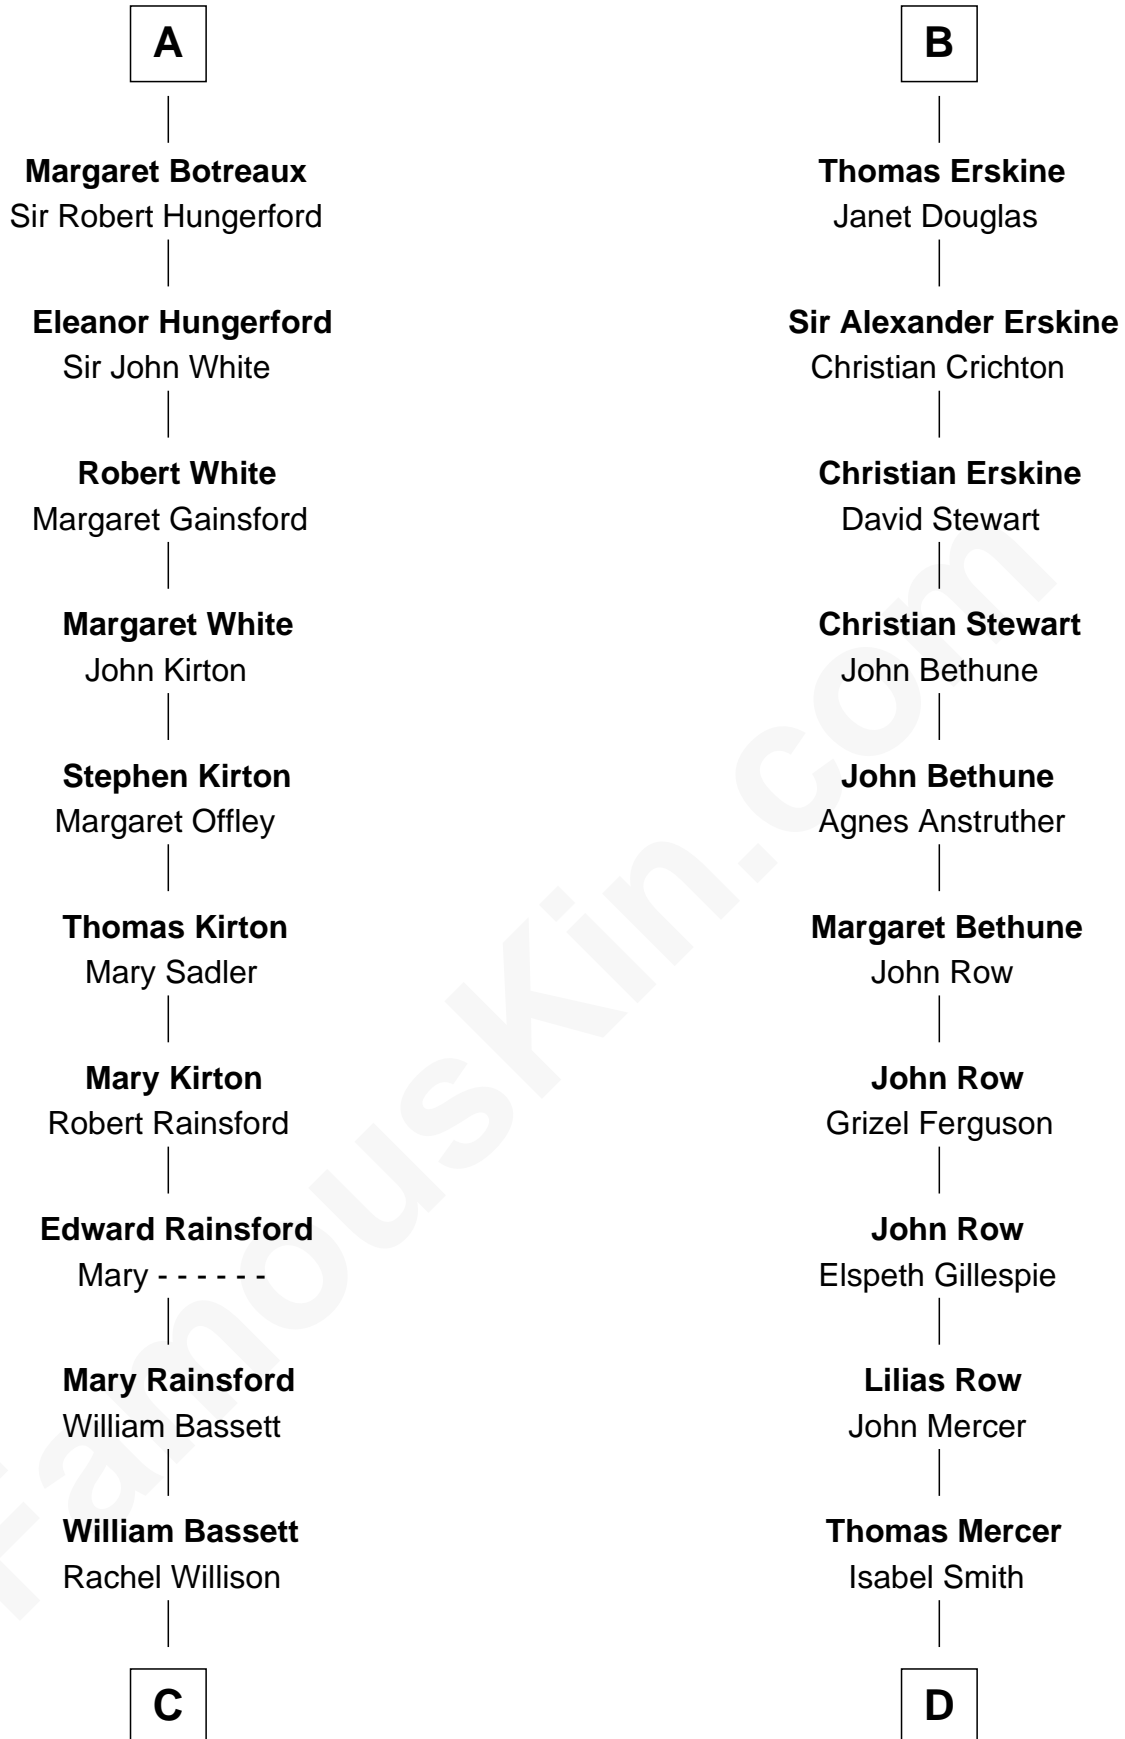 A
Margaret Botreaux
Sir Robert Hungerford
Eleanor Hungerford
Sir John White
Robert White
Margaret Gainsford
Margaret White
John Kirton
Stephen Kirton
Margaret Offley
Thomas Kirton
Mary Sadler
Mary Kirton
Robert Rainsford
Edward Rainsford
Mary - - - - - -
Mary Rainsford
William Bassett
William Bassett
Rachel Willison
C
B
Thomas Erskine
Janet Douglas
Sir Alexander Erskine
Christian Crichton
Christian Erskine
David Stewart
Christian Stewart
John Bethune
John Bethune
Agnes Anstruther
Margaret Bethune
John Row
John Row
Grizel Ferguson
John Row
Elspeth Gillespie
Lilias Row
John Mercer
Thomas Mercer
Isabel Smith
D
FamousKin.com